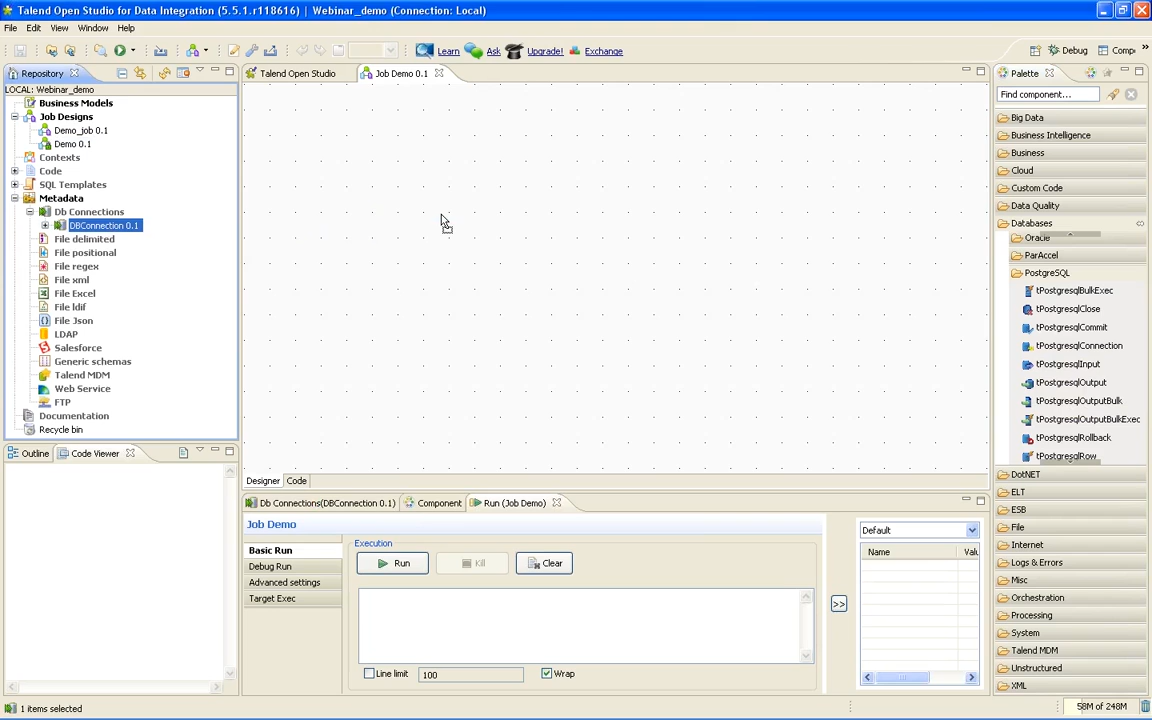 Talend Open Studio for Data Integration (5.5.1.r118616) | Webinar_demo (Connection: Local)
File Edit View Window Help
Learn Ask Upgrade! Exchange Debug Comp
Repository
LOCAL: Webinar_demo
Business Models
Job Designs
Demo_job 0.1
Demo 0.1
Contexts
Code
SQL Templates
Metadata
Db Connections
DBConnection 0.1
File delimited
File positional
File regex
File xml
File Excel
File ldif
File Json
LDAP
Salesforce
Generic schemas
Talend MDM
Web Service
FTP
Documentation
Recycle bin
Outline Code Viewer
Talend Open Studio Job Demo 0.1
Designer Code
Db Connections(DBConnection 0.1) Component Run (Job Demo)
Job Demo
Basic Run
Debug Run
Advanced settings
Target Exec
Execution
Run Kill Clear
Line limit 100 Wrap
>>
Default
Name Valu
Palette
Find component...
Big Data
Business Intelligence
Business
Cloud
Custom Code
Data Quality
Databases
Oracle
ParAccel
PostgreSQL
tPostgresqlBulkExec
tPostgresqlClose
tPostgresqlCommit
tPostgresqlConnection
tPostgresqlInput
tPostgresqlOutput
tPostgresqlOutputBulk
tPostgresqlOutputBulkExec
tPostgresqlRollback
tPostgresqlRow
DotNET
ELT
ESB
File
Internet
Logs & Errors
Misc
Orchestration
Processing
System
Talend MDM
Unstructured
XML
1 items selected
58M of 248M